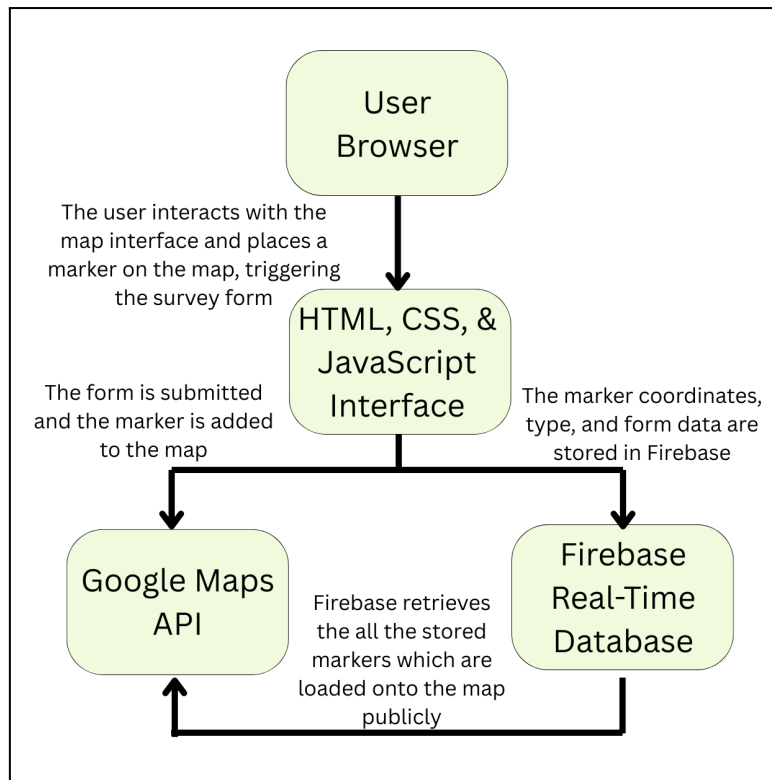 User
Browser
The user interacts with the
map interface and places a
marker on the map, triggering
the survey form
HTML, CSS, &
JavaScript
Interface
The form is submitted
and the marker is added
to the map
The marker coordinates,
type, and form data are
stored in Firebase
Google Maps
API
Firebase
Real-Time
Database
Firebase retrieves
the all the stored
markers which are
loaded onto the map
publicly